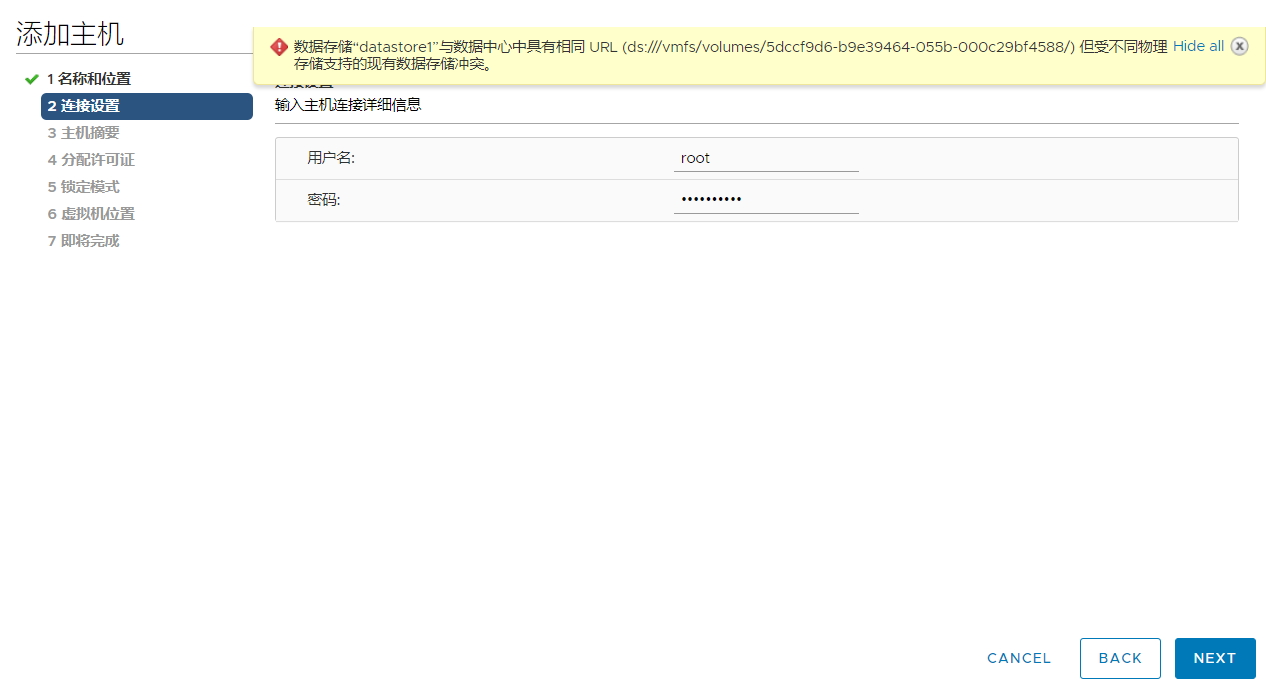 添加主机
数据存储“datastore1”与数据中心中具有相同 URL (ds:///vmfs/volumes/5dccf9d6-b9e39464-055b-000c29bf4588/) 但受不同物理 Hide all
存储支持的现有数据存储冲突。
1 名称和位置
2 连接设置
3 主机摘要
4 分配许可证
5 锁定模式
6 虚拟机位置
7 即将完成
连接设置
输入主机连接详细信息
用户名: root
密码: ••••••••••
CANCEL BACK NEXT